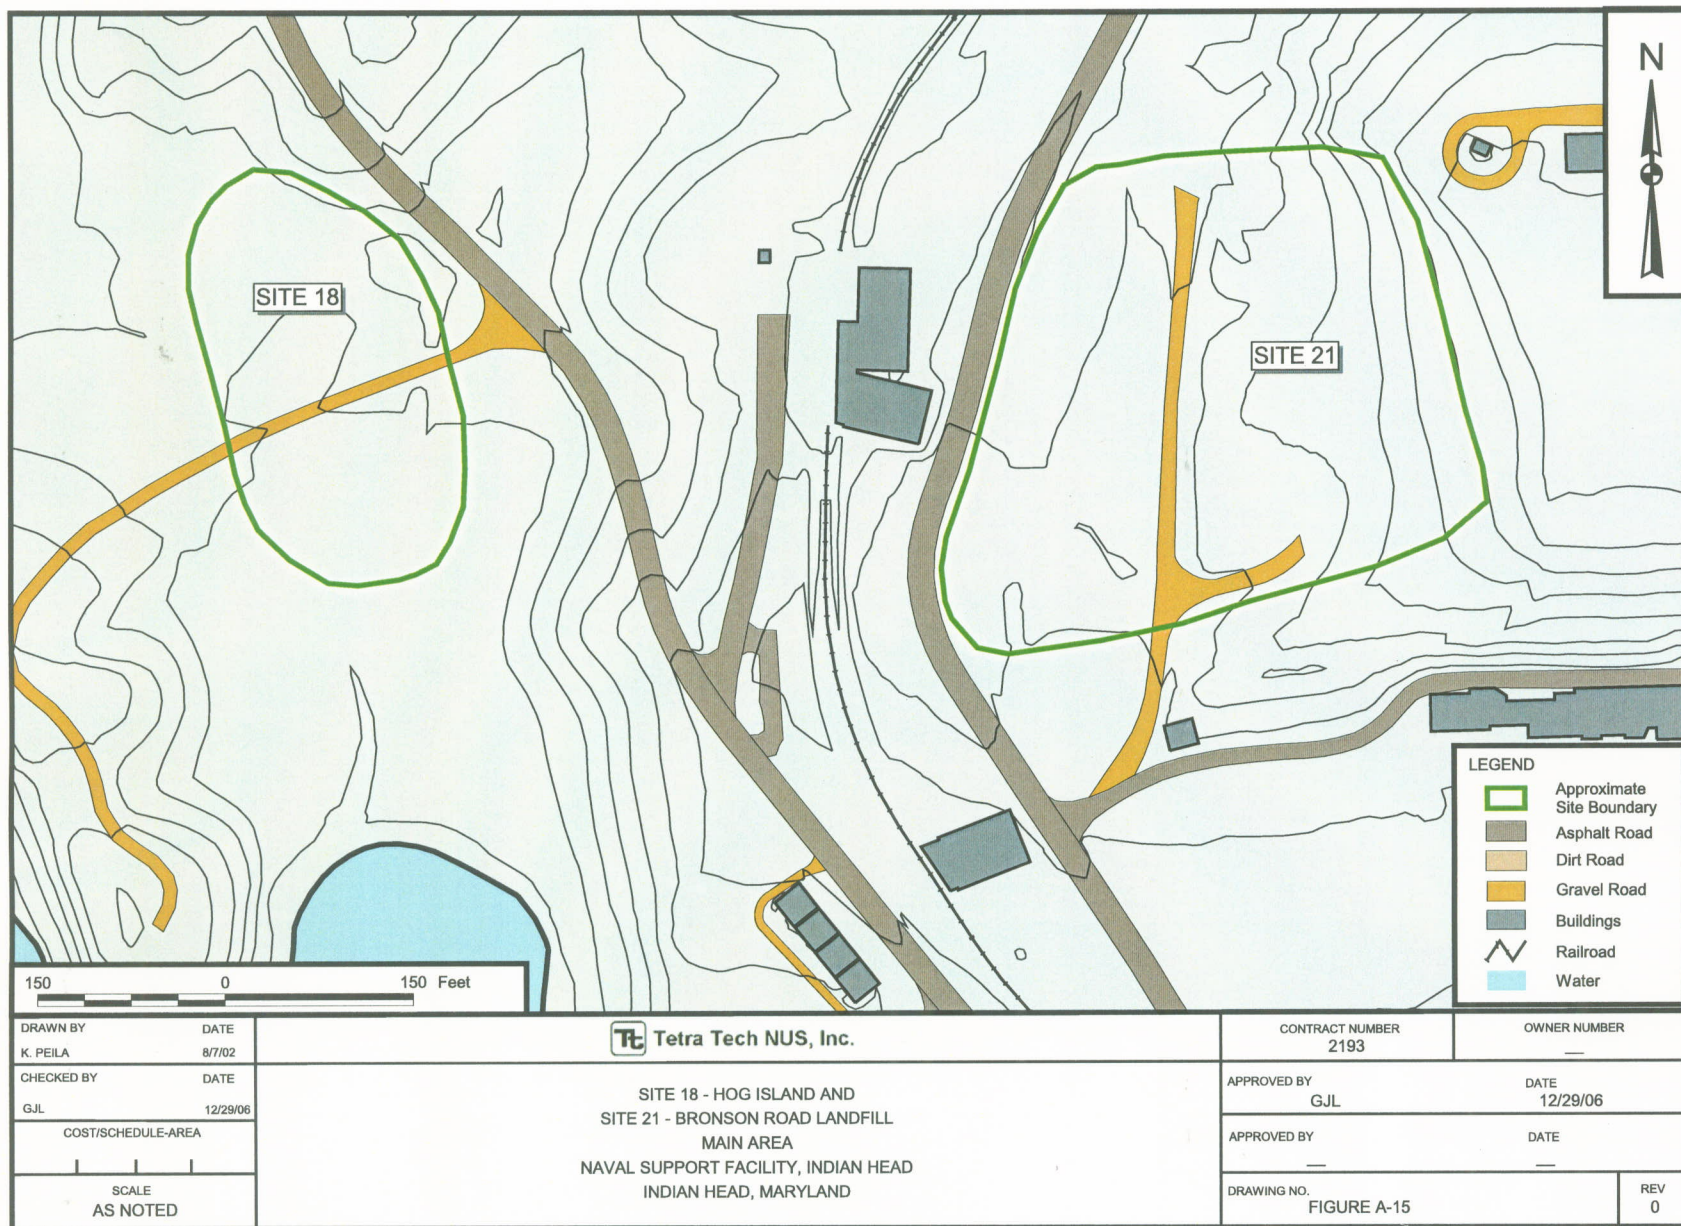 N
SITE 18
SITE 21
LEGEND
Approximate
Site Boundary
Asphalt Road
Dirt Road
Gravel Road
Buildings
Railroad
Water
150 0 150 Feet
DRAWN BY DATE
K. PEILA 8/7/02
CHECKED BY DATE
GJL 12/29/06
COST/SCHEDULE-AREA
SCALE
AS NOTED
Tt Tetra Tech NUS, Inc.
SITE 18 - HOG ISLAND AND
SITE 21 - BRONSON ROAD LANDFILL
MAIN AREA
NAVAL SUPPORT FACILITY, INDIAN HEAD
INDIAN HEAD, MARYLAND
CONTRACT NUMBER
2193
OWNER NUMBER
—
APPROVED BY DATE
GJL 12/29/06
APPROVED BY DATE
— —
DRAWING NO.
FIGURE A-15
REV
0